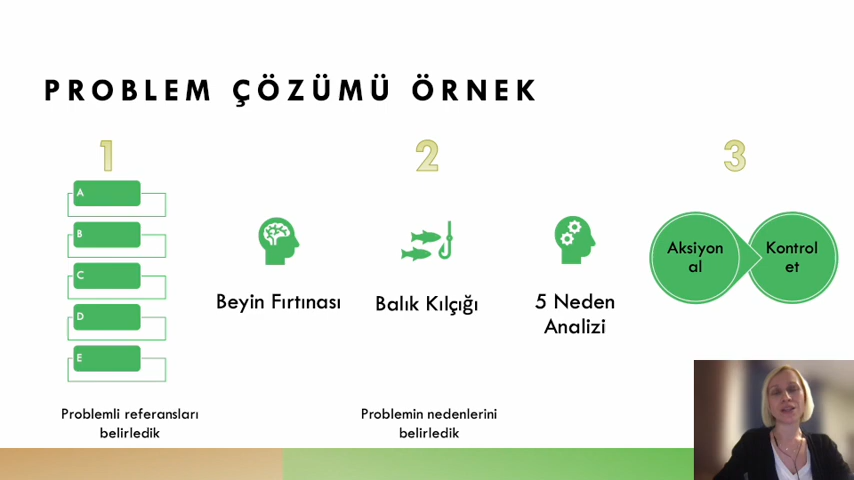 PROBLEM ÇÖZÜMÜ ÖRNEK
1
2
3
A
B
C
D
E
Beyin Fırtınası
Balık Kılçığı
5 Neden
Analizi
Aksiyon
al
Kontrol
et
Problemli referansları
belirledik
Problemin nedenlerini
belirledik